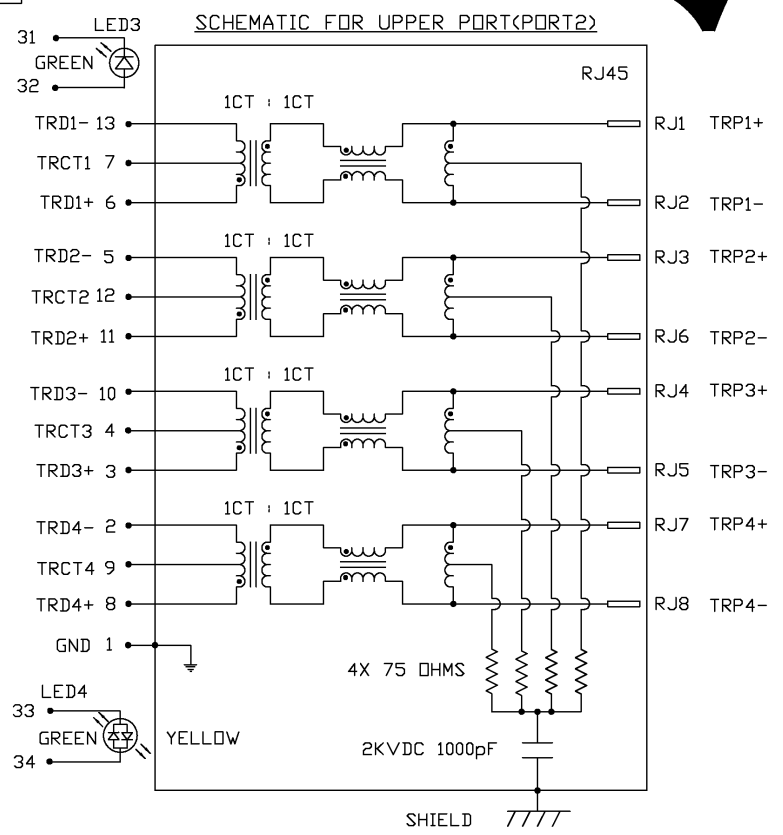 SCHEMATIC FOR UPPER PORT(PORT2)
LED3
31
GREEN
32
RJ45
1CT : 1CT
TRD1- 13
RJ1 TRP1+
TRCT1 7
TRD1+ 6
RJ2 TRP1-
1CT : 1CT
TRD2- 5
RJ3 TRP2+
TRCT2 12
TRD2+ 11
RJ6 TRP2-
1CT : 1CT
TRD3- 10
RJ4 TRP3+
TRCT3 4
TRD3+ 3
RJ5 TRP3-
1CT : 1CT
TRD4- 2
RJ7 TRP4+
TRCT4 9
TRD4+ 8
RJ8 TRP4-
GND 1
4X 75 OHMS
LED4
33
GREEN
YELLOW
34
2KVDC 1000pF
SHIELD